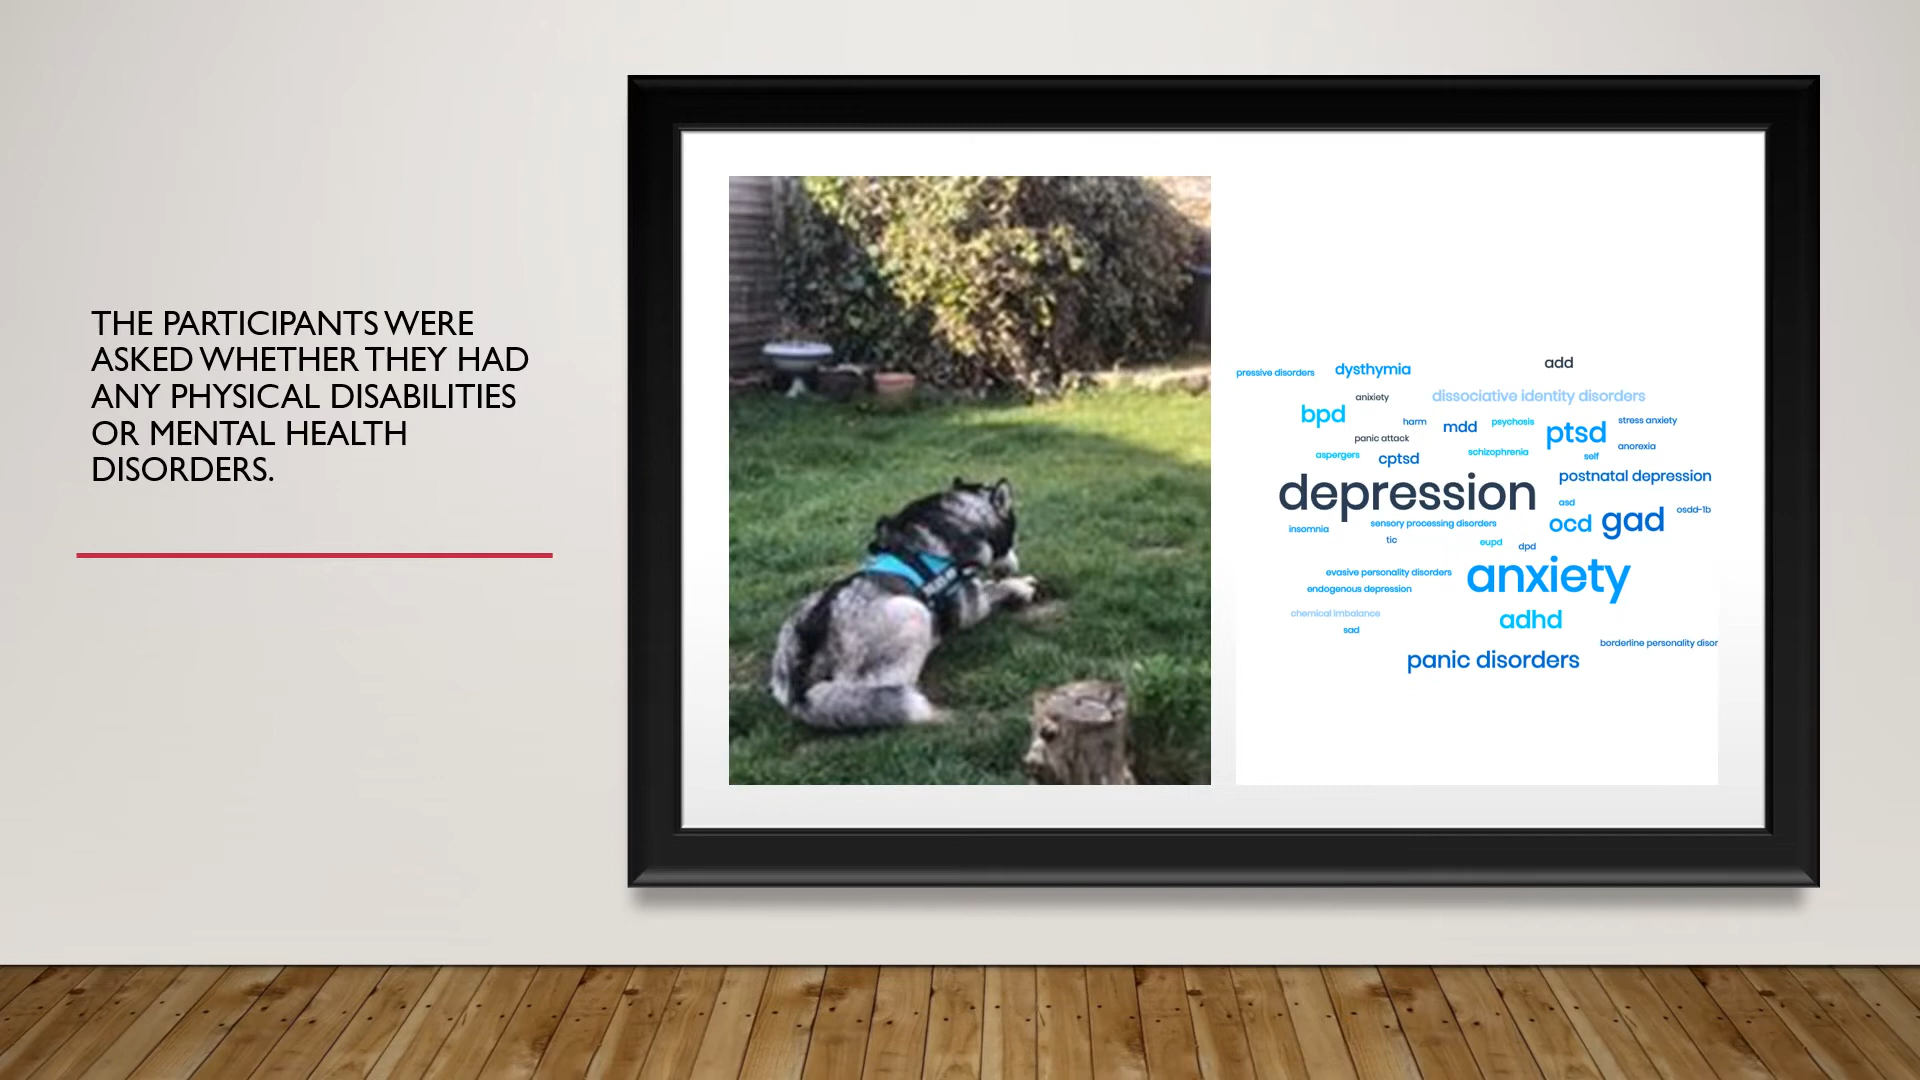 THE PARTICIPANTS WERE
ASKED WHETHER THEY HAD
ANY PHYSICAL DISABILITIES
OR MENTAL HEALTH
DISORDERS.
add
pressive disorders
dysthymia
anixiety
dissociative identity disorders
bpd
harm
mdd
psychosis
ptsd
stress anxiety
panic attack
anorexia
aspergers
cptsd
schizophrenia
self
postnatal depression
depression
asd
osdd-1b
insomnia
sensory processing disorders
ocd
gad
tic
eupd
dpd
evasive personality disorders
anxiety
endogenous depression
chemical imbalance
adhd
sad
borderline personality disor
panic disorders